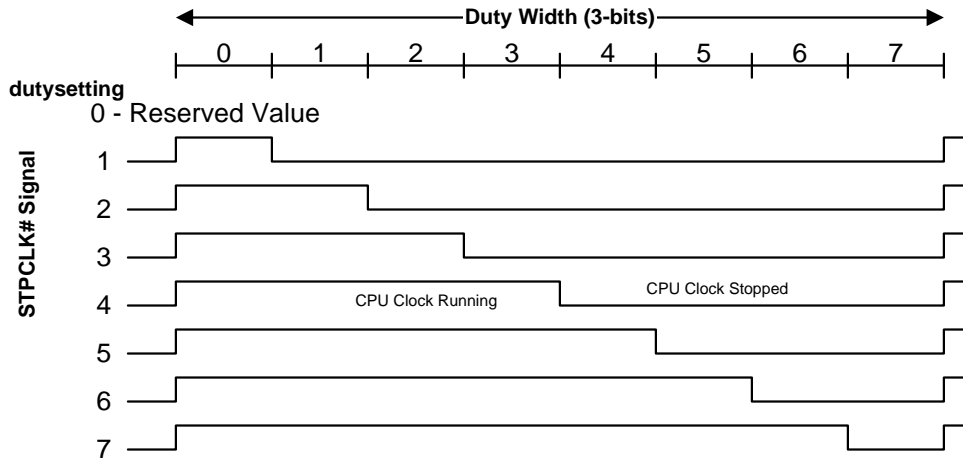 Duty Width (3-bits)
0 1 2 3 4 5 6 7
dutysetting
0 - Reserved Value
STPCLK# Signal
1
2
3
4
CPU Clock Running
CPU Clock Stopped
5
6
7